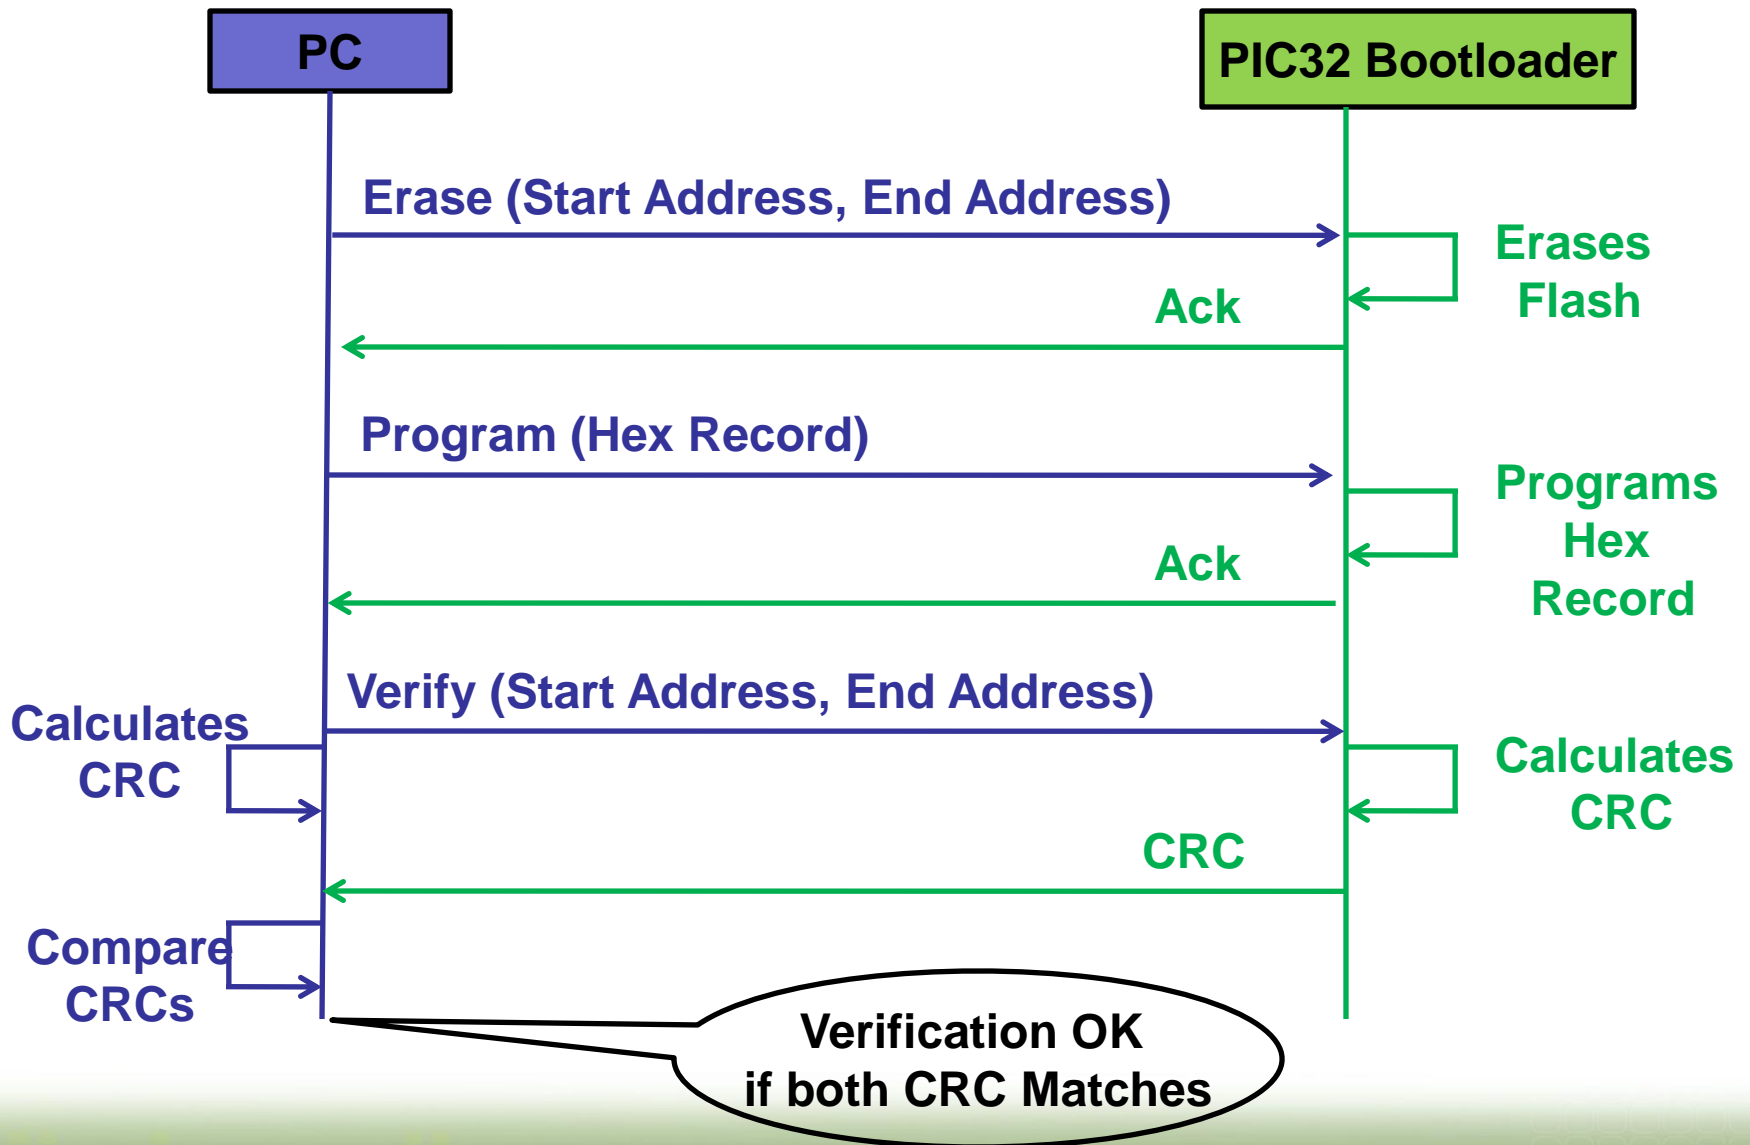 PC
PIC32 Bootloader
Erase (Start Address, End Address)
Erases
Flash
Ack
Program (Hex Record)
Programs
Hex
Record
Ack
Verify (Start Address, End Address)
Calculates
CRC
Calculates
CRC
CRC
Compare
CRCs
Verification OK
if both CRC Matches